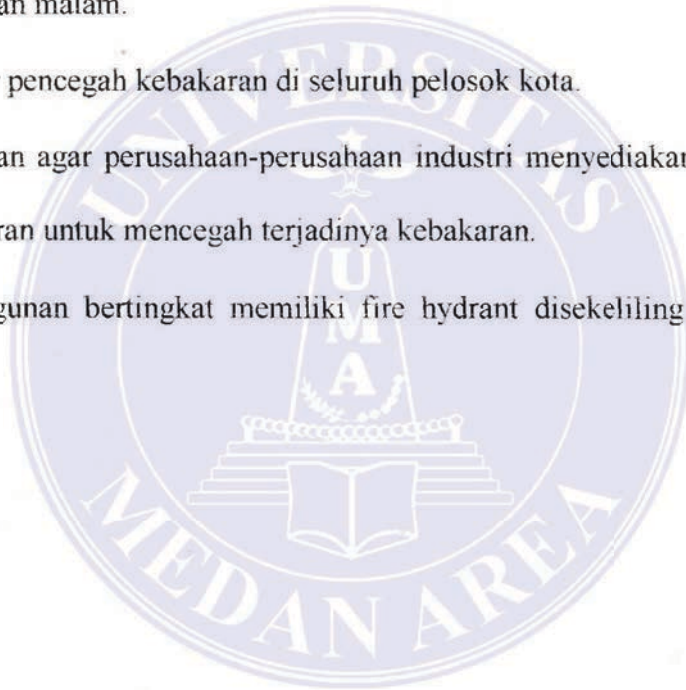 an malam.
pencegah kebakaran di seluruh pelosok kota.
an agar perusahaan-perusahaan industri menyediakan
ran untuk mencegah terjadinya kebakaran.
gunan bertingkat memiliki fire hydrant disekeliling
UNIVERSITAS
U
M
A
MEDAN AREA